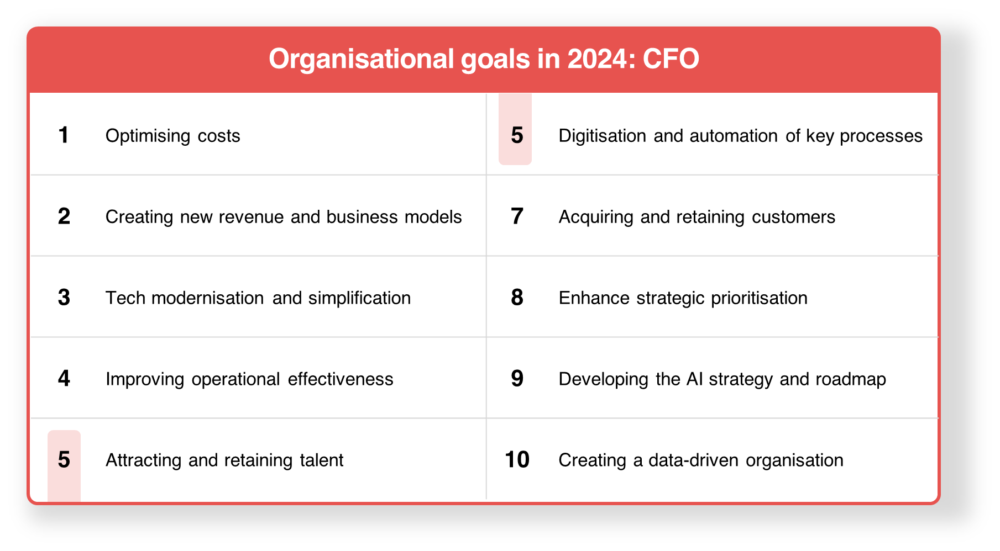 Organisational goals in 2024: CFO
1 Optimising costs
2 Creating new revenue and business models
3 Tech modernisation and simplification
4 Improving operational effectiveness
5 Attracting and retaining talent
5 Digitisation and automation of key processes
7 Acquiring and retaining customers
8 Enhance strategic prioritisation
9 Developing the AI strategy and roadmap
10 Creating a data-driven organisation